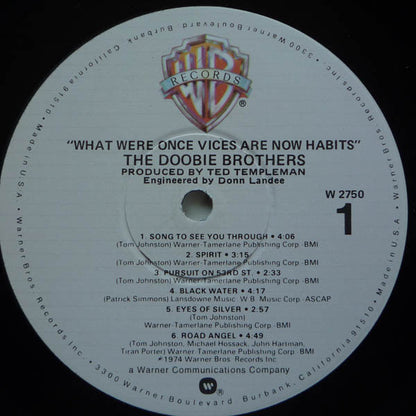 WB
RECORDS
®
"WHAT WERE ONCE VICES ARE NOW HABITS"
THE DOOBIE BROTHERS
PRODUCED BY TED TEMPLEMAN
Engineered by Donn Landee
W 2750
1
1. SONG TO SEE YOU THROUGH • 4:06
(Tom Johnston) Warner-Tamerlane Publishing Corp.-BMI
2. SPIRIT • 3:15
(Tom Johnston) Warner-Tamerlane Publishing Corp.-BMI
3. PURSUIT ON 53RD ST. • 2:33
(Tom Johnston) Warner-Tamerlane Publishing Corp.-BMI
4. BLACK WATER • 4:17
(Patrick Simmons) Lansdowne Music W.B. Music Corp.-ASCAP
5. EYES OF SILVER • 2:57
(Tom Johnston)
Warner-Tamerlane Publishing Corp.-BMI
6. ROAD ANGEL • 4:49
(Tom Johnston, Michael Hossack, John Hartman,
Tiran Porter) Warner-Tamerlane Publishing Corp.-BMI
℗1974 Warner Bros. Records Inc.
a Warner Communications Company
Warner Bros. Records Inc. • 3300 Warner Boulevard Burbank, California 91510 • Made in U.S.A. •
Warner Bros. Records Inc. • 3300 Warner Boulevard Burbank, California 91510 • Made in U.S.A.